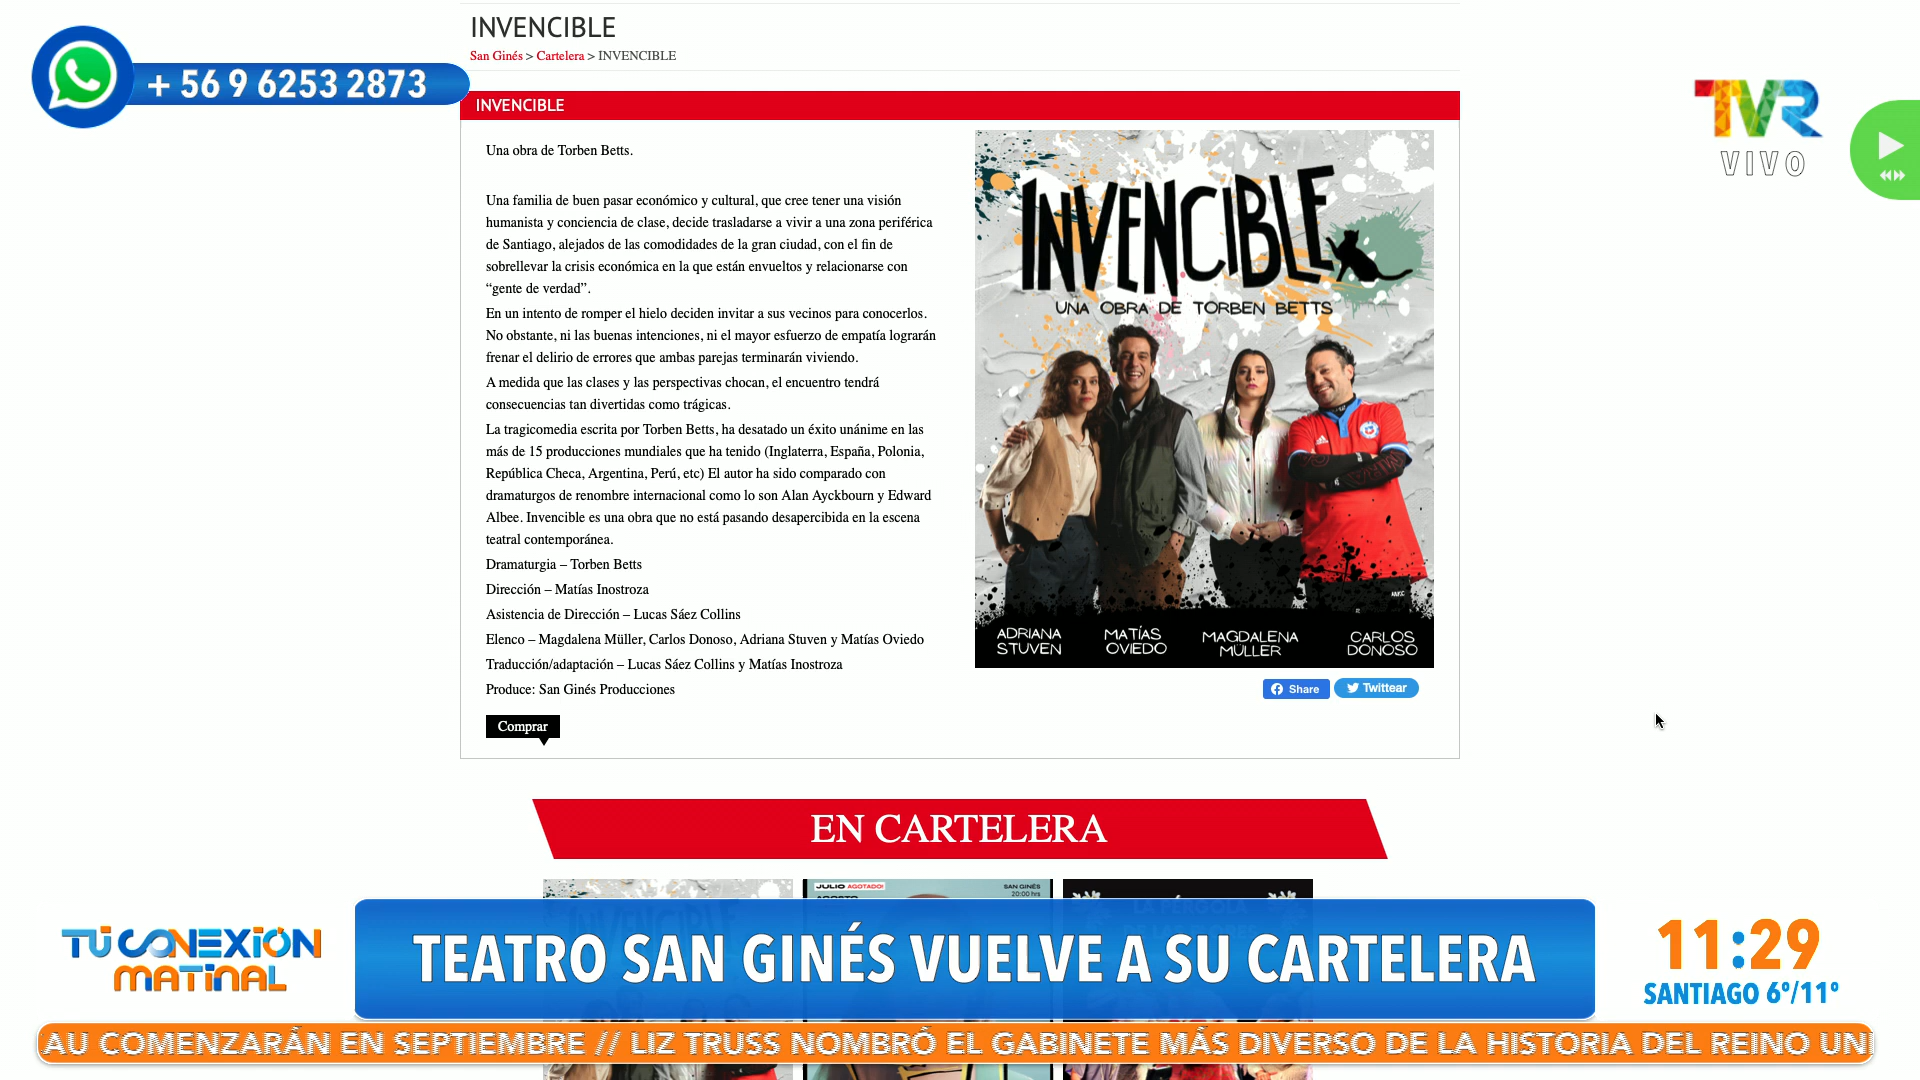 INVENCIBLE
San Ginés > Cartelera > INVENCIBLE
+ 56 9 6253 2873
INVENCIBLE
TVR
VIVO
Una obra de Torben Betts.
Una familia de buen pasar económico y cultural, que cree tener una visión
humanista y conciencia de clase, decide trasladarse a vivir a una zona periférica
de Santiago, alejados de las comodidades de la gran ciudad, con el fin de
sobrellevar la crisis económica en la que están envueltos y relacionarse con
“gente de verdad”.
En un intento de romper el hielo deciden invitar a sus vecinos para conocerlos.
No obstante, ni las buenas intenciones, ni el mayor esfuerzo de empatía lograrán
frenar el delirio de errores que ambas parejas terminarán viviendo.
A medida que las clases y las perspectivas chocan, el encuentro tendrá
consecuencias tan divertidas como trágicas.
La tragicomedia escrita por Torben Betts, ha desatado un éxito unánime en las
más de 15 producciones mundiales que ha tenido (Inglaterra, España, Polonia,
República Checa, Argentina, Perú, etc) El autor ha sido comparado con
dramaturgos de renombre internacional como lo son Alan Ayckbourn y Edward
Albee. Invencible es una obra que no está pasando desapercibida en la escena
teatral contemporánea.
Dramaturgia – Torben Betts
Dirección – Matías Inostroza
Asistencia de Dirección – Lucas Sáez Collins
Elenco – Magdalena Müller, Carlos Donoso, Adriana Stuven y Matías Oviedo
Traducción/adaptación – Lucas Sáez Collins y Matías Inostroza
Produce: San Ginés Producciones
Comprar
INVENCIBLE
UNA OBRA DE TORBEN BETTS
ADRIANA STUVEN
MATÍAS OVIEDO
MAGDALENA MÜLLER
CARLOS DONOSO
Share
Twittear
EN CARTELERA
JULIO AGOTADO!
SAN GINÉS
20:00 hrs
TU CONEXIÓN
MATINAL
TEATRO SAN GINÉS VUELVE A SU CARTELERA
11:29
SANTIAGO 6°/11°
AU COMENZARÁN EN SEPTIEMBRE // LIZ TRUSS NOMBRÓ EL GABINETE MÁS DIVERSO DE LA HISTORIA DEL REINO UNI